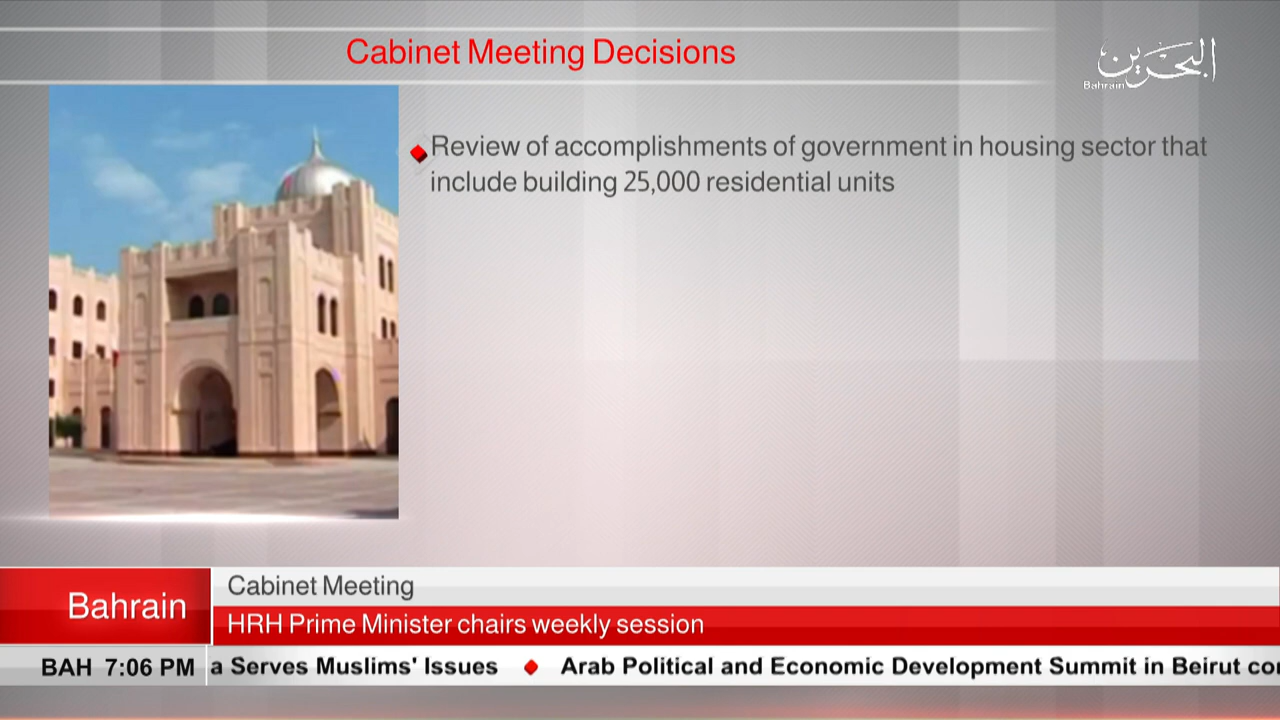 Cabinet Meeting Decisions
البحرين
Bahrain
Review of accomplishments of government in housing sector that
include building 25,000 residential units
Bahrain
Cabinet Meeting
HRH Prime Minister chairs weekly session
BAH 7:06 PM
a Serves Muslims' Issues
Arab Political and Economic Development Summit in Beirut